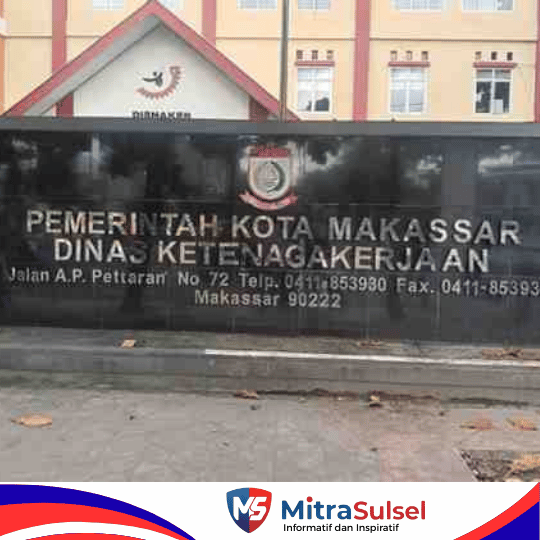 DISNAKER
PEMERINTAH KOTA MAKASSAR
DINAS KETENAGAKERJAAN
Jalan A.P. Pettaran No 72 Telp. 0411-853930 Fax. 0411-85393
Makassar 90222
MS
MitraSulsel
Informatif dan Inspiratif